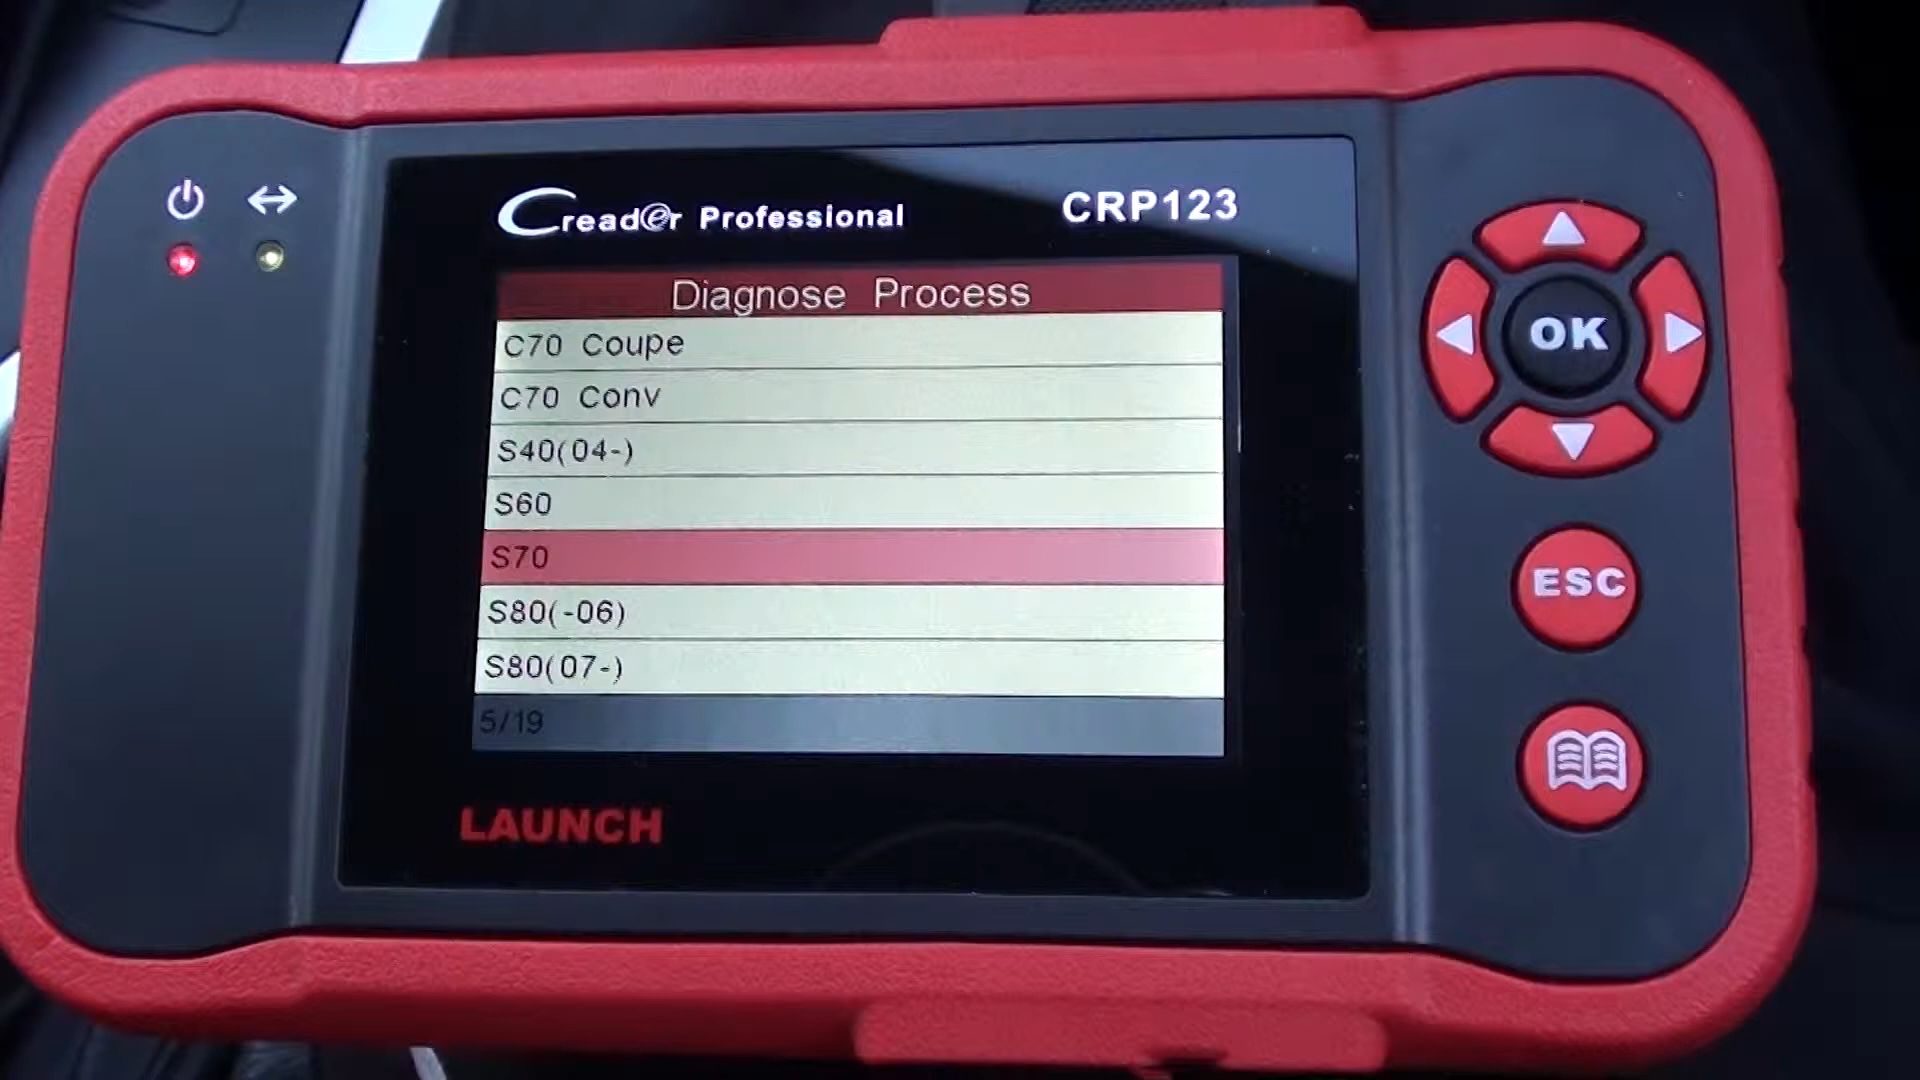 Creader Professional
CRP123
Diagnose Process
C70 Coupe
C70 Conv
S40(04-)
S60
S70
S80(-06)
S80(07-)
5/19
LAUNCH
OK
ESC